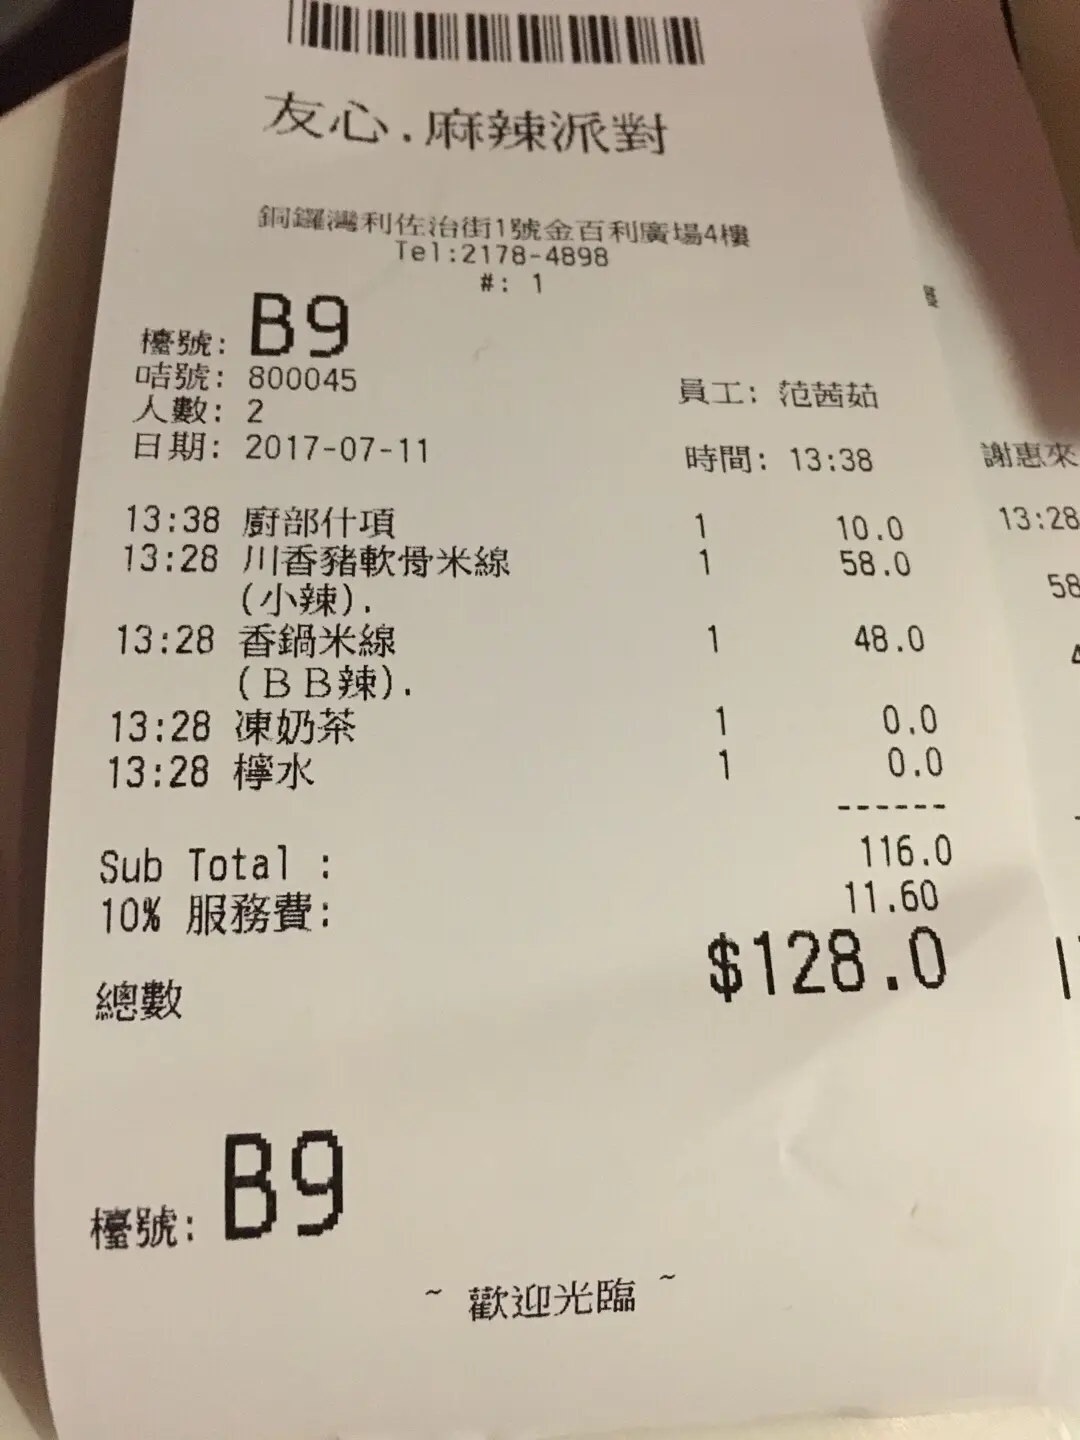 友心.麻辣派對
銅鑼灣利佐治街1號金百利廣場4樓
Tel:2178-4898
#: 1
檯號: B9
咭號: 800045
員工: 范茜茹
人數: 2
日期: 2017-07-11
時間: 13:38
13:38 廚部什項 1 10.0
13:28 川香豬軟骨米線 1 58.0
(小辣).
13:28 香鍋米線 1 48.0
(ＢＢ辣).
13:28 凍奶茶 1 0.0
13:28 檸水 1 0.0
------
Sub Total : 116.0
10% 服務費: 11.60
總數 $128.0
檯號: B9
~ 歡迎光臨 ~
謝惠來
13:28
58